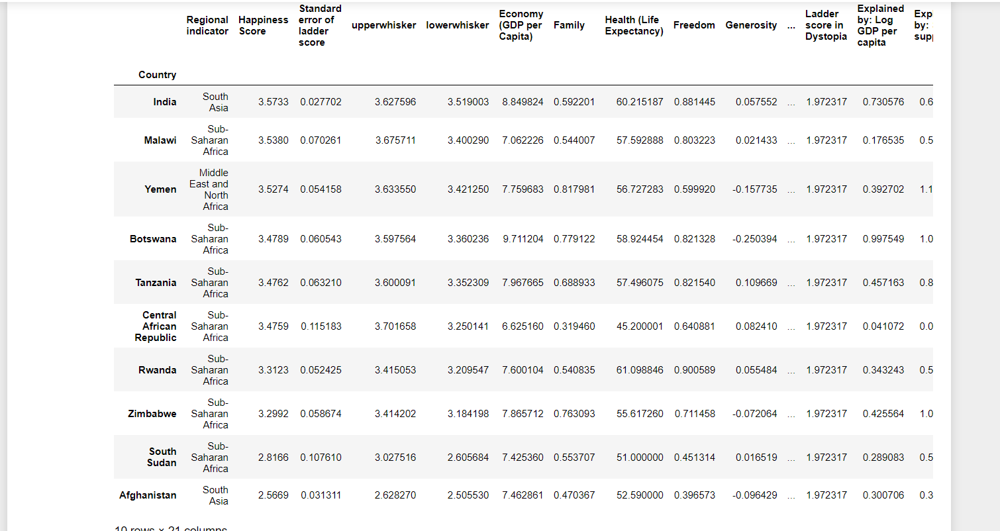 Regional indicator Happiness Score Standard error of ladder score upperwhisker lowerwhisker Economy (GDP per Capita) Family Health (Life Expectancy) Freedom Generosity ... Ladder score in Dystopia Explained by: Log GDP per capita Expl by: supp
Country
India South Asia 3.5733 0.027702 3.627596 3.519003 8.849824 0.592201 60.215187 0.881445 0.057552 ... 1.972317 0.730576 0.6
Malawi Sub-Saharan Africa 3.5380 0.070261 3.675711 3.400290 7.062226 0.544007 57.592888 0.803223 0.021433 ... 1.972317 0.176535 0.5
Yemen Middle East and North Africa 3.5274 0.054158 3.633550 3.421250 7.759683 0.817981 56.727283 0.599920 -0.157735 ... 1.972317 0.392702 1.1
Botswana Sub-Saharan Africa 3.4789 0.060543 3.597564 3.360236 9.711204 0.779122 58.924454 0.821328 -0.250394 ... 1.972317 0.997549 1.0
Tanzania Sub-Saharan Africa 3.4762 0.063210 3.600091 3.352309 7.967665 0.688933 57.496075 0.821540 0.109669 ... 1.972317 0.457163 0.8
Central African Republic Sub-Saharan Africa 3.4759 0.115183 3.701658 3.250141 6.625160 0.319460 45.200001 0.640881 0.082410 ... 1.972317 0.041072 0.0
Rwanda Sub-Saharan Africa 3.3123 0.052425 3.415053 3.209547 7.600104 0.540835 61.098846 0.900589 0.055484 ... 1.972317 0.343243 0.5
Zimbabwe Sub-Saharan Africa 3.2992 0.058674 3.414202 3.184198 7.865712 0.763093 55.617260 0.711458 -0.072064 ... 1.972317 0.425564 1.0
South Sudan Sub-Saharan Africa 2.8166 0.107610 3.027516 2.605684 7.425360 0.553707 51.000000 0.451314 0.016519 ... 1.972317 0.289083 0.5
Afghanistan South Asia 2.5669 0.031311 2.628270 2.505530 7.462861 0.470367 52.590000 0.396573 -0.096429 ... 1.972317 0.300706 0.3
10 rows × 21 columns